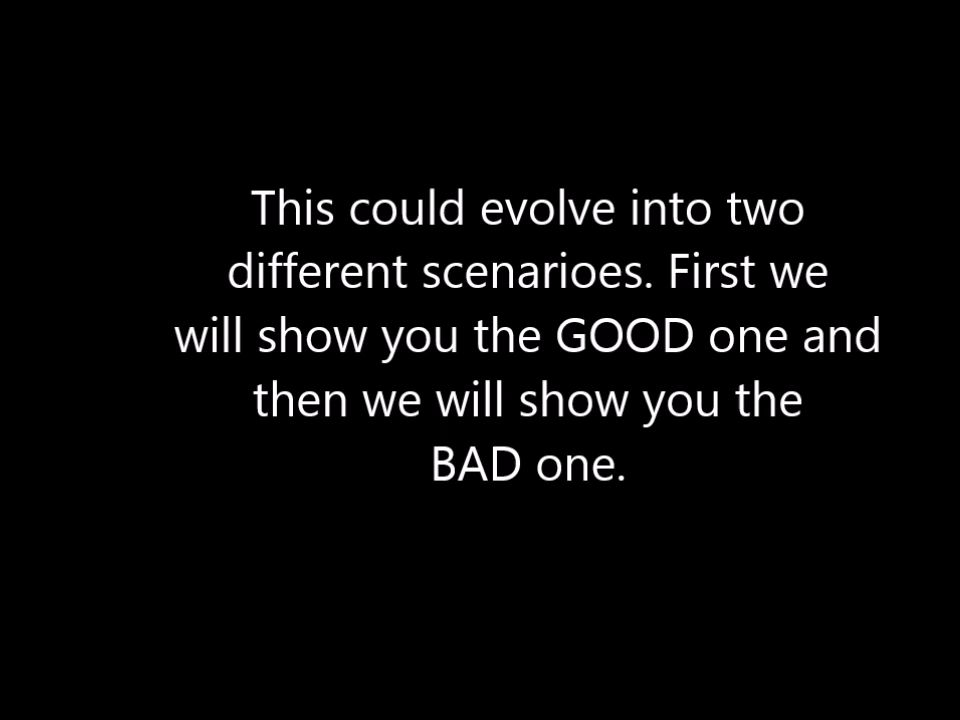 This could evolve into two
different scenarioes. First we
will show you the GOOD one and
then we will show you the
BAD one.